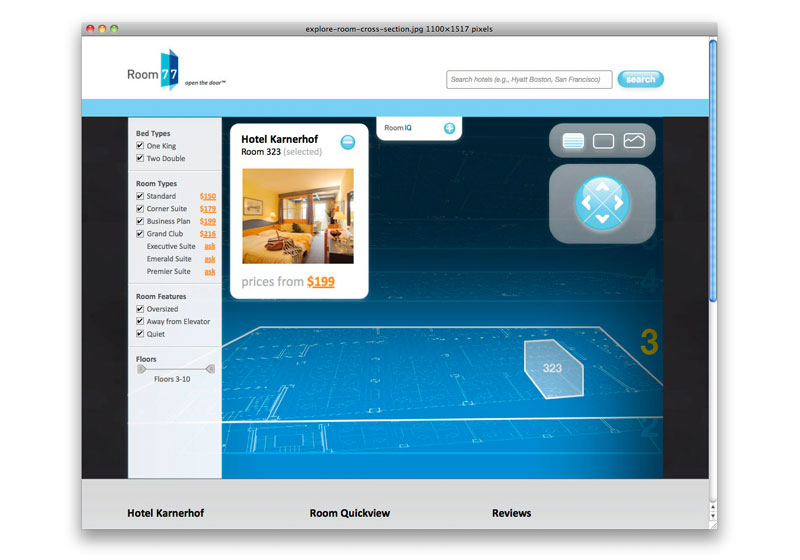 explore-room-cross-section.jpg 1100×1517 pixels
Room 77
open the door™
Search hotels (e.g., Hyatt Boston, San Francisco)
search
Bed Types
One King
Two Double
Room Types
Standard $150
Corner Suite $179
Business Plan $199
Grand Club $216
Executive Suite ask
Emerald Suite ask
Premier Suite ask
Room Features
Oversized
Away from Elevator
Quiet
Floors
Floors 3-10
Hotel Karnerhof
Room 323 (selected)
prices from $199
Room IQ
4
3
323
2
Hotel Karnerhof
Room Quickview
Reviews